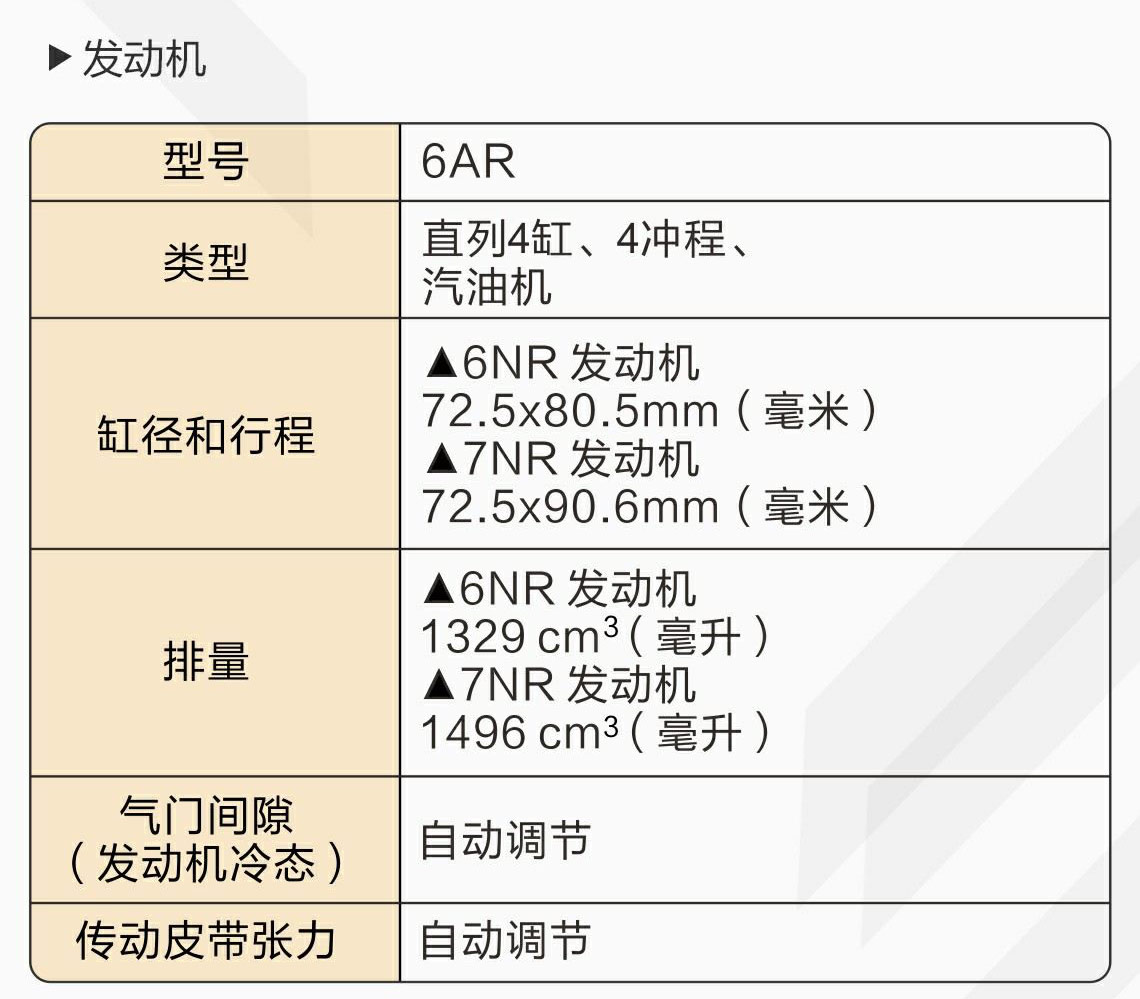 ▶发动机
型号
6AR
类型
直列4缸、4冲程、
汽油机
缸径和行程
▲6NR 发动机
72.5x80.5mm（毫米）
▲7NR 发动机
72.5x90.6mm（毫米）
排量
▲6NR 发动机
1329 cm³（毫升）
▲7NR 发动机
1496 cm³（毫升）
气门间隙
（发动机冷态）
自动调节
传动皮带张力
自动调节